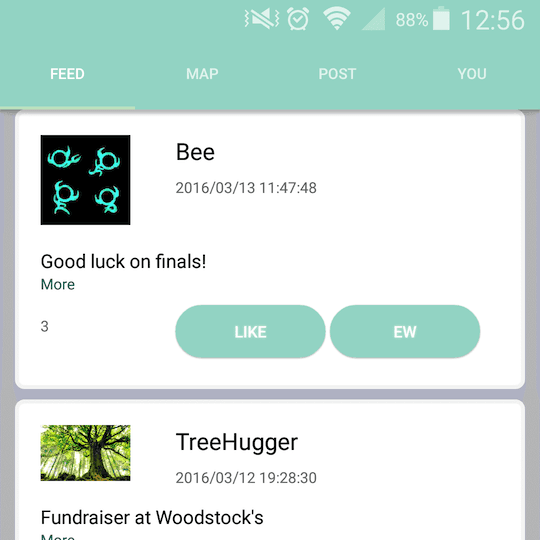 88% 12:56
FEED MAP POST YOU
Bee
2016/03/13 11:47:48
Good luck on finals!
More
3 LIKE EW
TreeHugger
2016/03/12 19:28:30
Fundraiser at Woodstock's
More